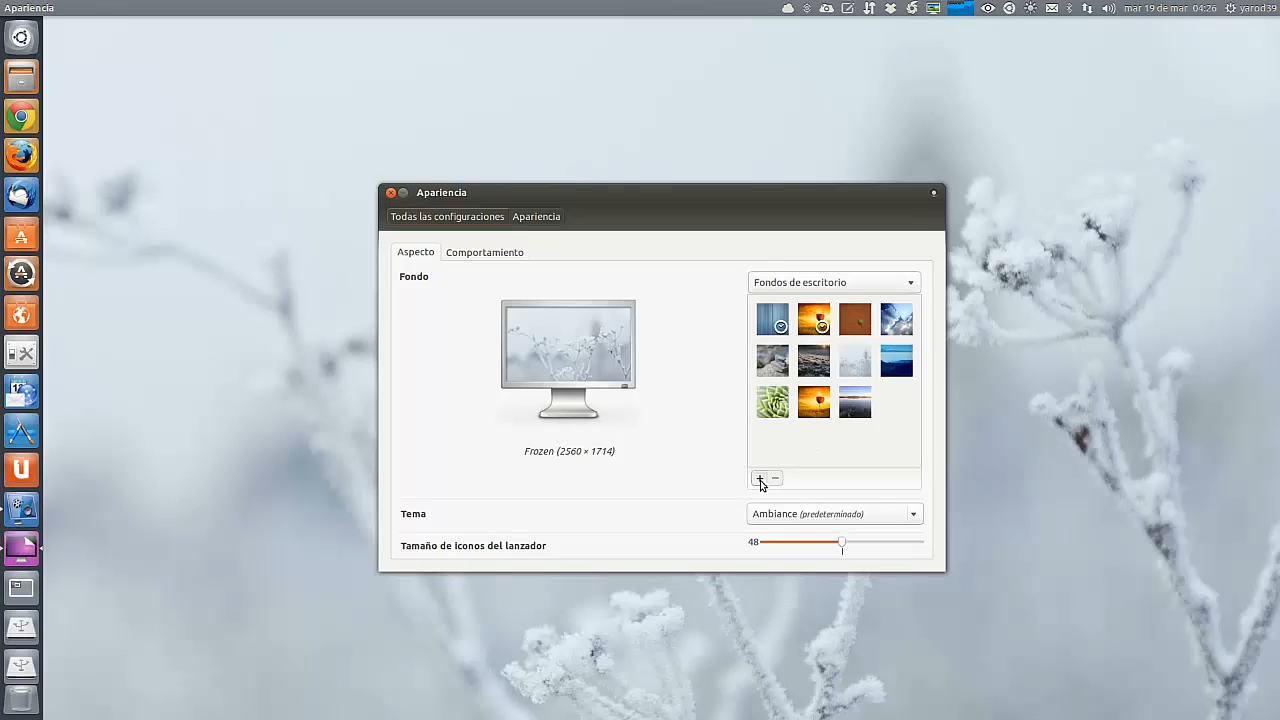 Apariencia
mar 19 de mar 04:26 yarod39
Apariencia
Todas las configuraciones Apariencia
Aspecto Comportamiento
Fondo
Fondos de escritorio
Frozen (2560 × 1714)
Tema
Ambiance (predeterminado)
Tamaño de iconos del lanzador
48